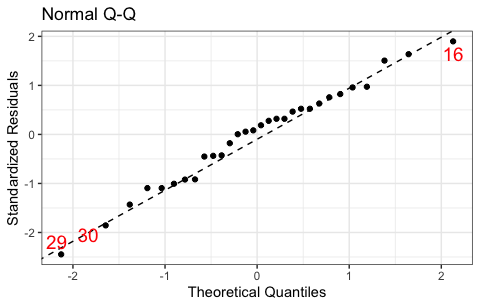 Normal Q-Q
2
16
1
Standardized Residuals
0
-1
-2
30
29
-2 -1 0 1 2
Theoretical Quantiles